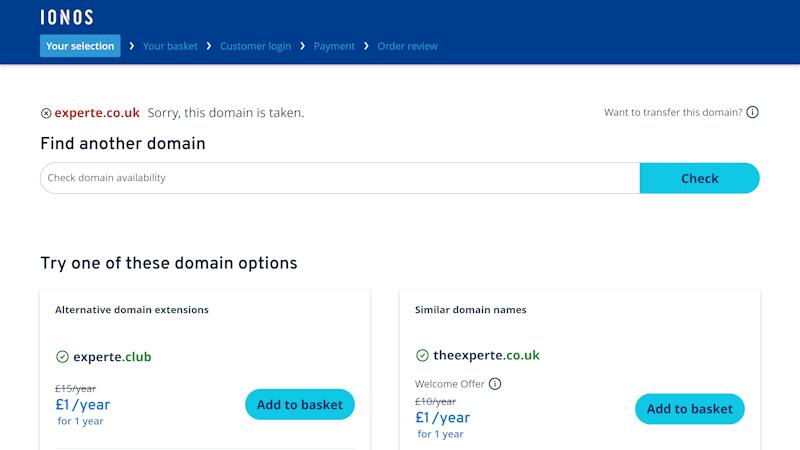 IONOS
Your selection > Your basket > Customer login > Payment > Order review
experte.co.uk Sorry, this domain is taken. Want to transfer this domain?
Find another domain
Check domain availability Check
Try one of these domain options
Alternative domain extensions
experte.club
£15/year
£1/year
for 1 year
Add to basket
Similar domain names
theexperte.co.uk
Welcome Offer
£10/year
£1/year
for 1 year
Add to basket